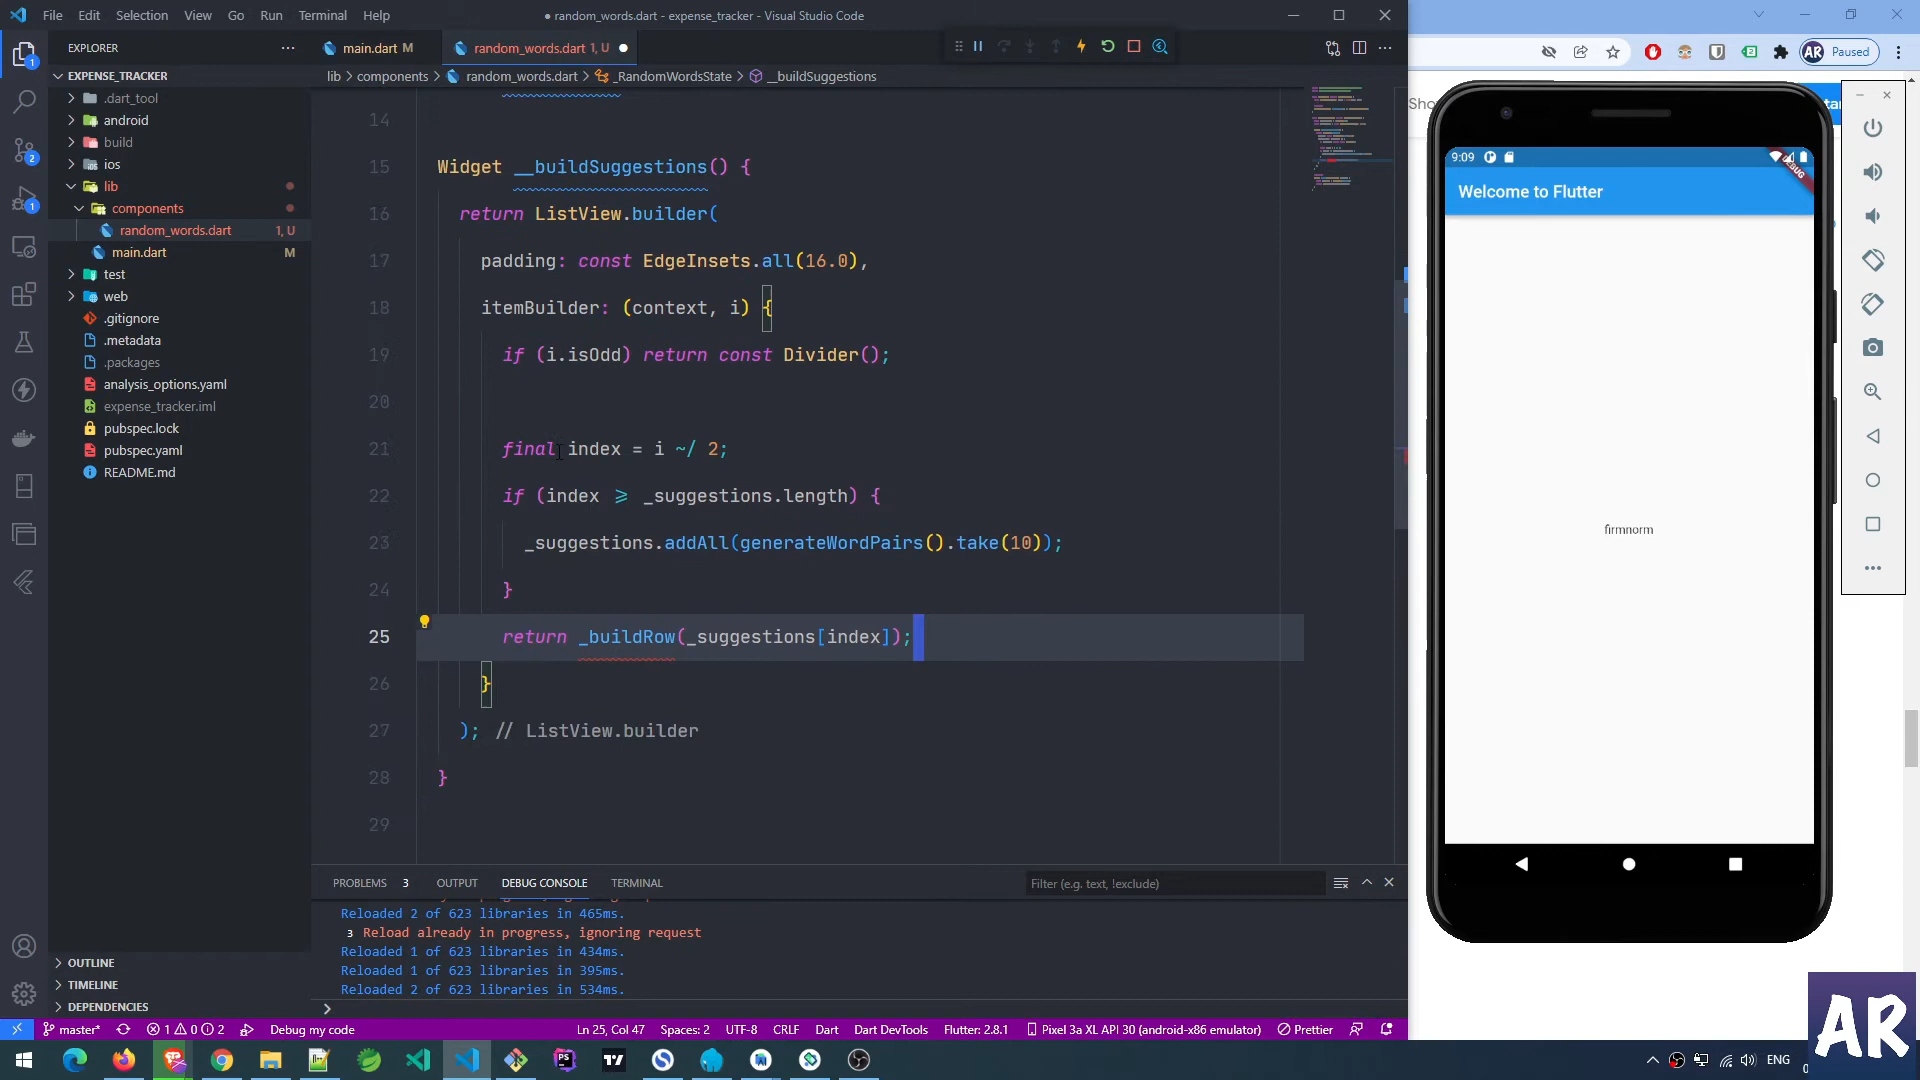 File Edit Selection View Go Run Terminal Help
● random_words.dart - expense_tracker - Visual Studio Code
EXPLORER
EXPENSE_TRACKER
.dart_tool
android
build
ios
lib
components
random_words.dart 1, U
main.dart M
test
web
.gitignore
.metadata
.packages
analysis_options.yaml
expense_tracker.iml
pubspec.lock
pubspec.yaml
README.md
OUTLINE
TIMELINE
DEPENDENCIES
main.dart M
random_words.dart 1, U
lib > components > random_words.dart > _RandomWordsState > __buildSuggestions
14
15 Widget __buildSuggestions() {
16 return ListView.builder(
17 padding: const EdgeInsets.all(16.0),
18 itemBuilder: (context, i) {
19 if (i.isOdd) return const Divider();
20
21 final index = i ~/ 2;
22 if (index ⩾ _suggestions.length) {
23 _suggestions.addAll(generateWordPairs().take(10));
24 }
25 return _buildRow(_suggestions[index]);
26 }
27 ); // ListView.builder
28 }
29
PROBLEMS 3 OUTPUT DEBUG CONSOLE TERMINAL
Filter (e.g. text, !exclude)
Reloaded 2 of 623 libraries in 465ms.
3 Reload already in progress, ignoring request
Reloaded 1 of 623 libraries in 434ms.
Reloaded 1 of 623 libraries in 395ms.
Reloaded 2 of 623 libraries in 534ms.
master* 1 0 2 Debug my code
Ln 25, Col 47 Spaces: 2 UTF-8 CRLF Dart Dart DevTools Flutter: 2.8.1 Pixel 3a XL API 30 (android-x86 emulator) Prettier
AR Paused
9:09
DEBUG
Welcome to Flutter
firmnorm
ENG
AR